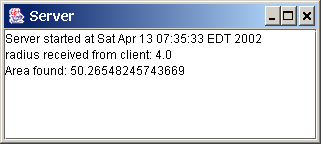 Server
Server started at Sat Apr 13 07:35:33 EDT 2002
radius received from client: 4.0
Area found: 50.26548245743669